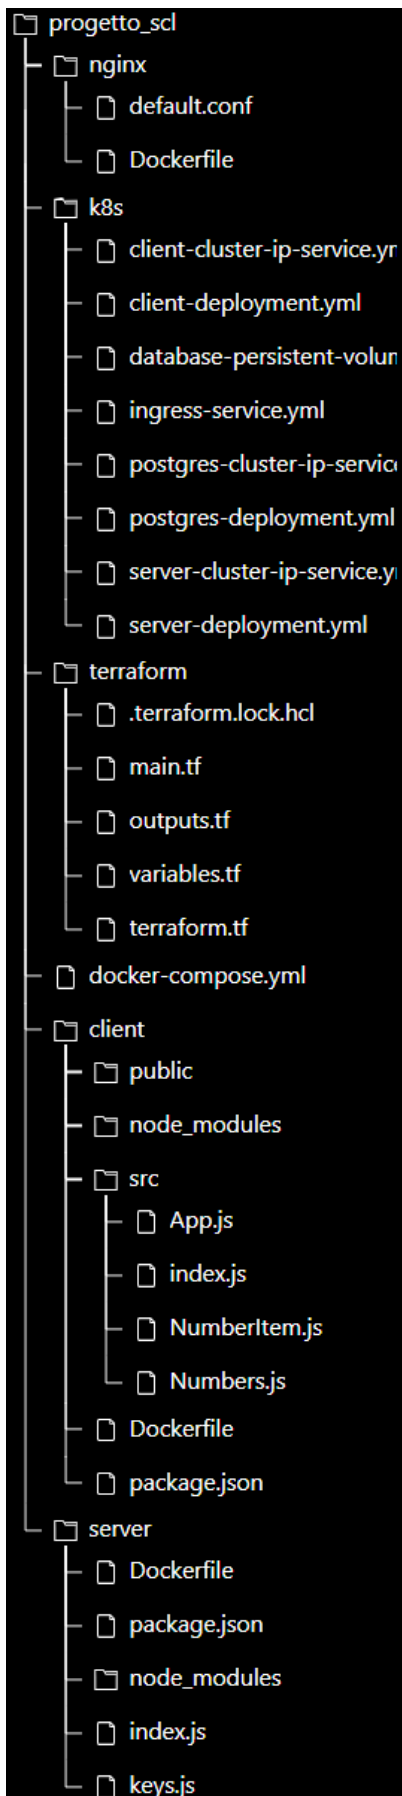 progetto_scl
nginx
default.conf
Dockerfile
k8s
client-cluster-ip-service.yr
client-deployment.yml
database-persistent-volun
ingress-service.yml
postgres-cluster-ip-service
postgres-deployment.yml
server-cluster-ip-service.y
server-deployment.yml
terraform
.terraform.lock.hcl
main.tf
outputs.tf
variables.tf
terraform.tf
docker-compose.yml
client
public
node_modules
src
App.js
index.js
NumberItem.js
Numbers.js
Dockerfile
package.json
server
Dockerfile
package.json
node_modules
index.js
keys.js